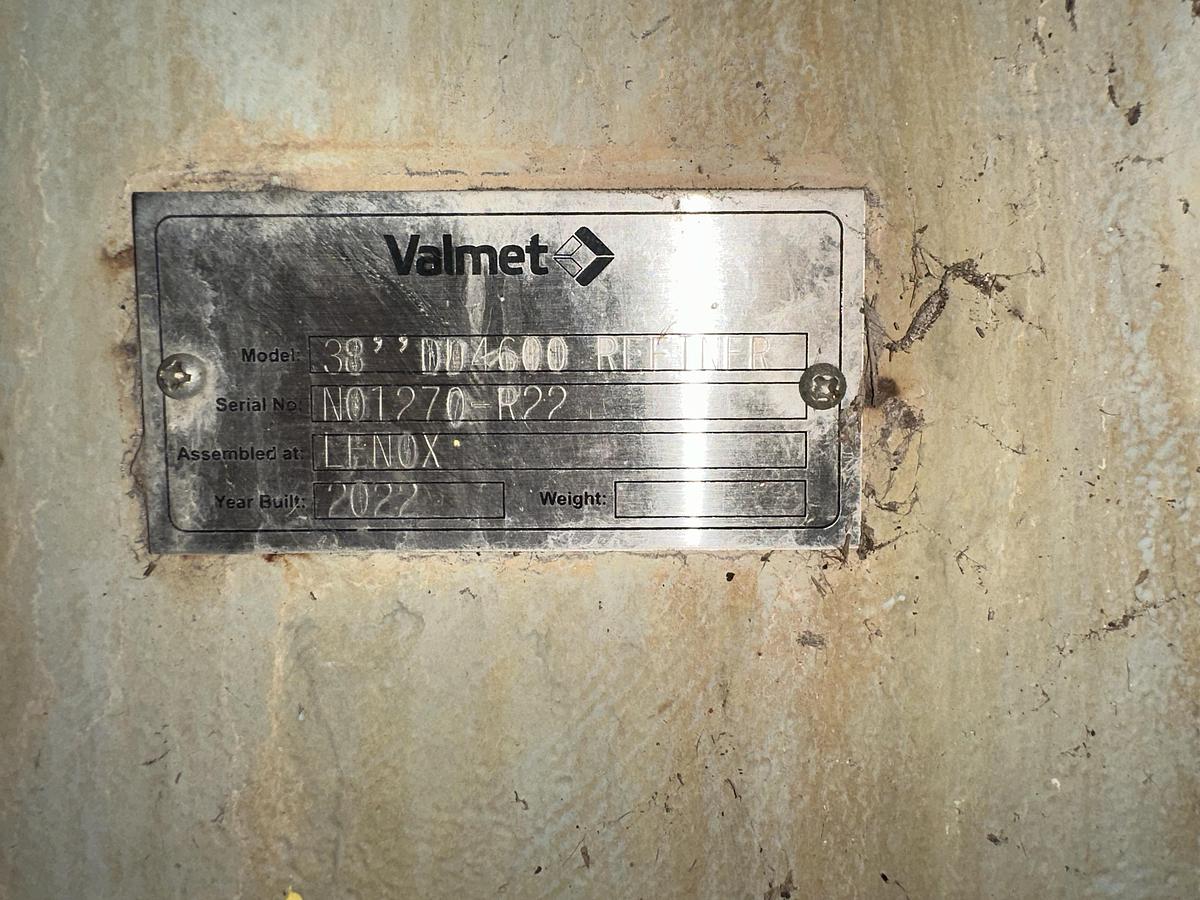 Valmet
Model: 38’’DD4600 REFINER
Serial No: N01270-R22
Assembled at: LENOX
Year Built: 2022 Weight: